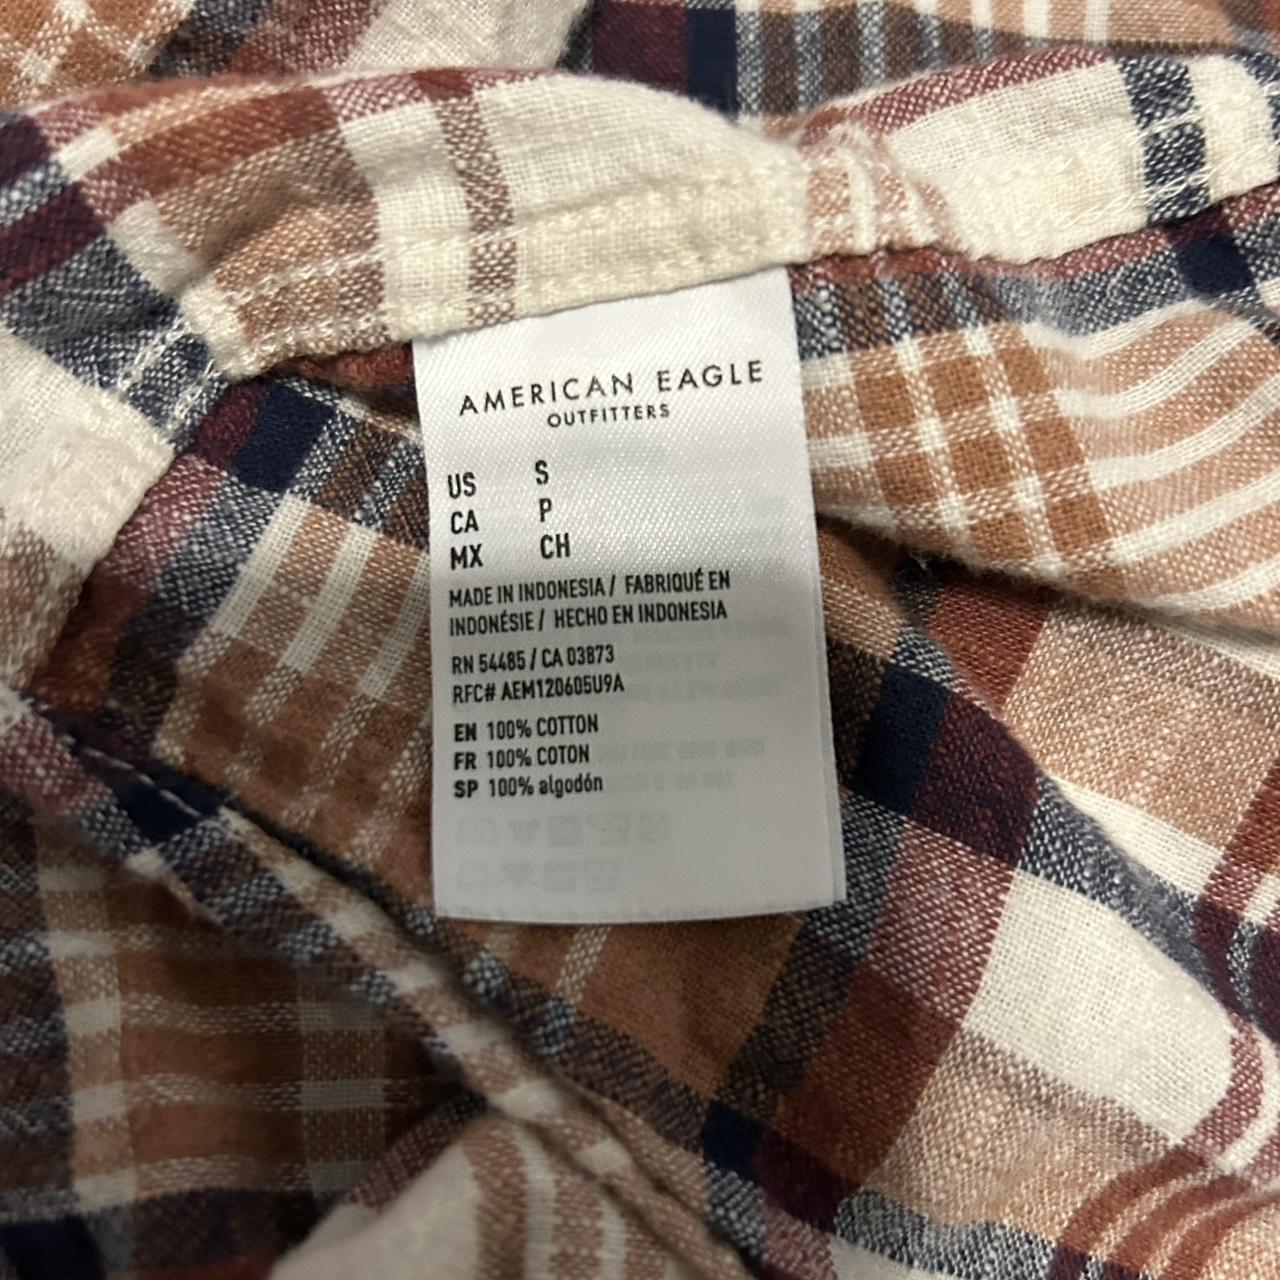 AMERICAN EAGLE
OUTFITTERS
US S
CA P
MX CH
MADE IN INDONESIA / FABRIQUÉ EN
INDONÉSIE / HECHO EN INDONESIA
RN 54485 / CA 03873
RFC# AEM120605U9A
EN 100% COTTON
FR 100% COTON
SP 100% algodón